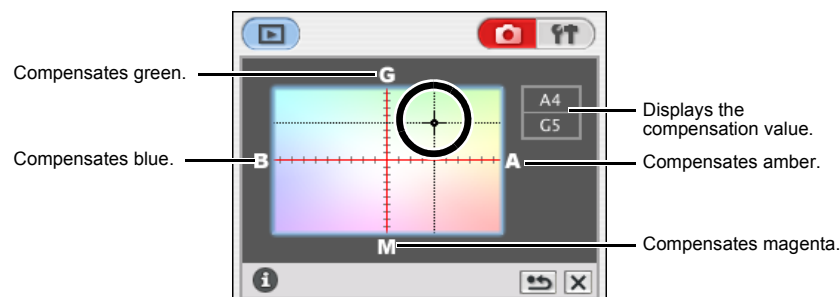 Compensates green.
G
A4
G5
Displays the
compensation value.
Compensates blue.
B
A
Compensates amber.
M
Compensates magenta.